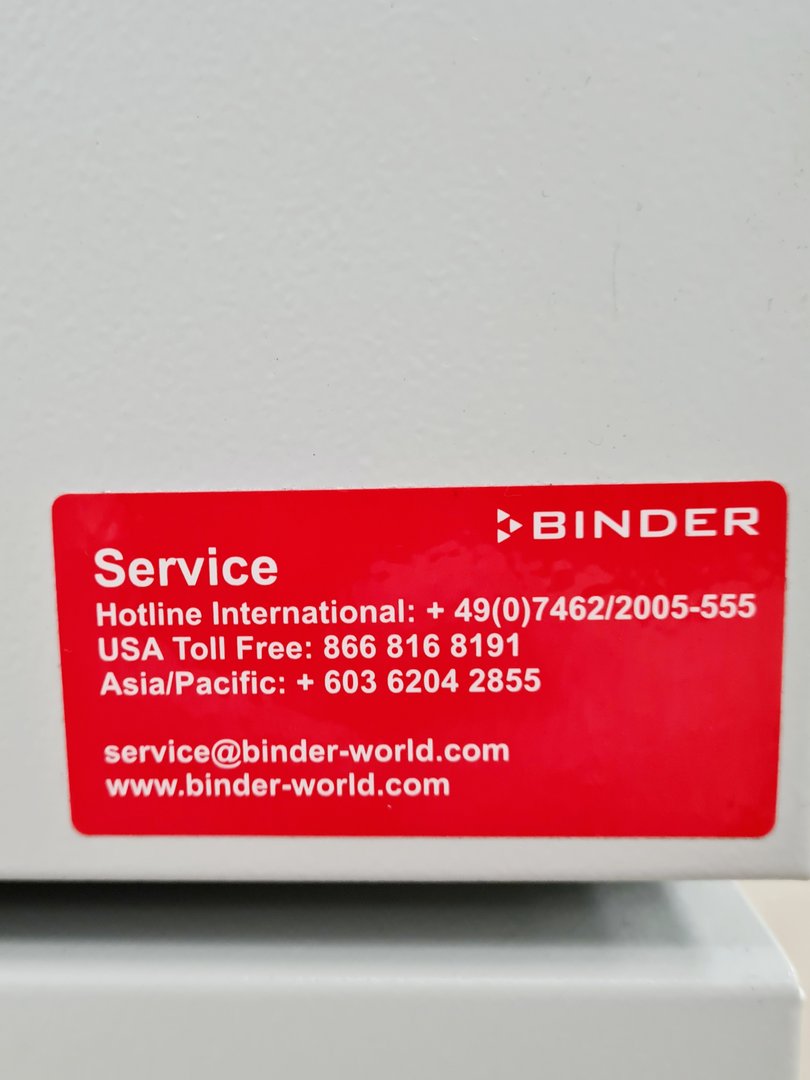 BINDER
Service
Hotline International: + 49(0)7462/2005-555
USA Toll Free: 866 816 8191
Asia/Pacific: + 603 6204 2855
service@binder-world.com
www.binder-world.com